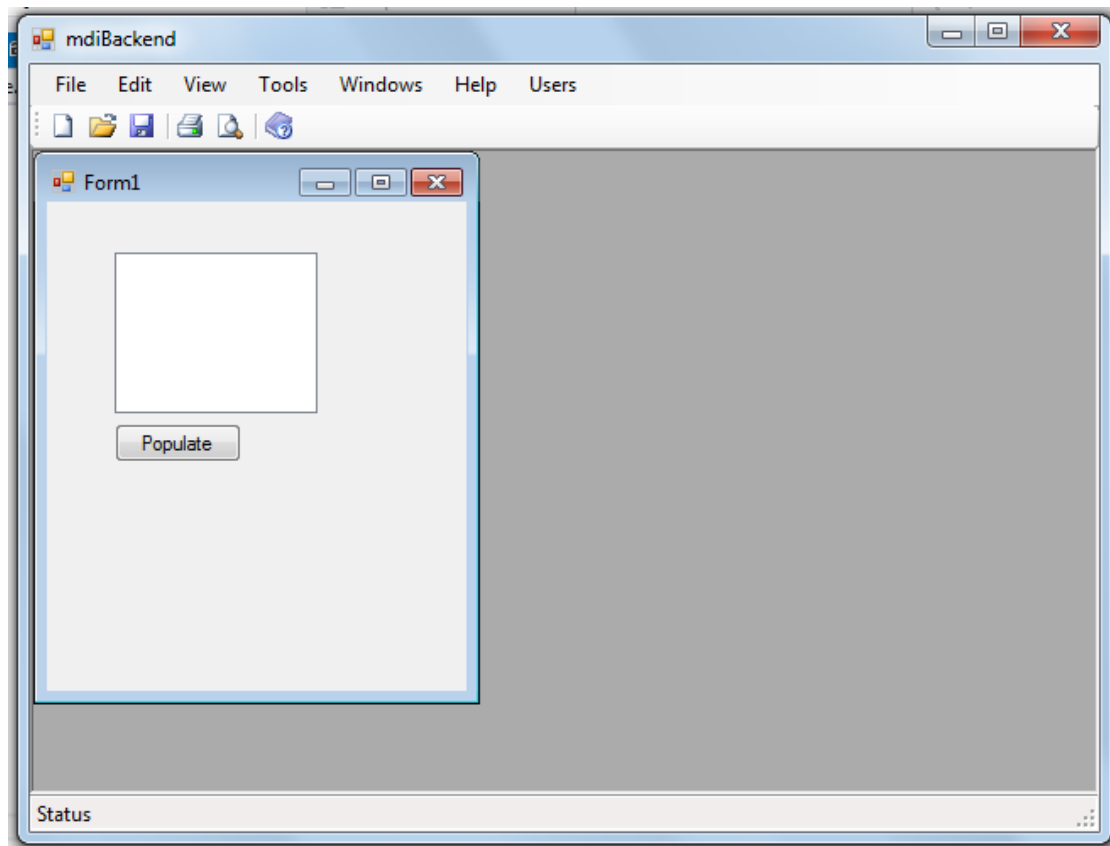 mdiBackend
File Edit View Tools Windows Help Users
Form1
Populate
Status